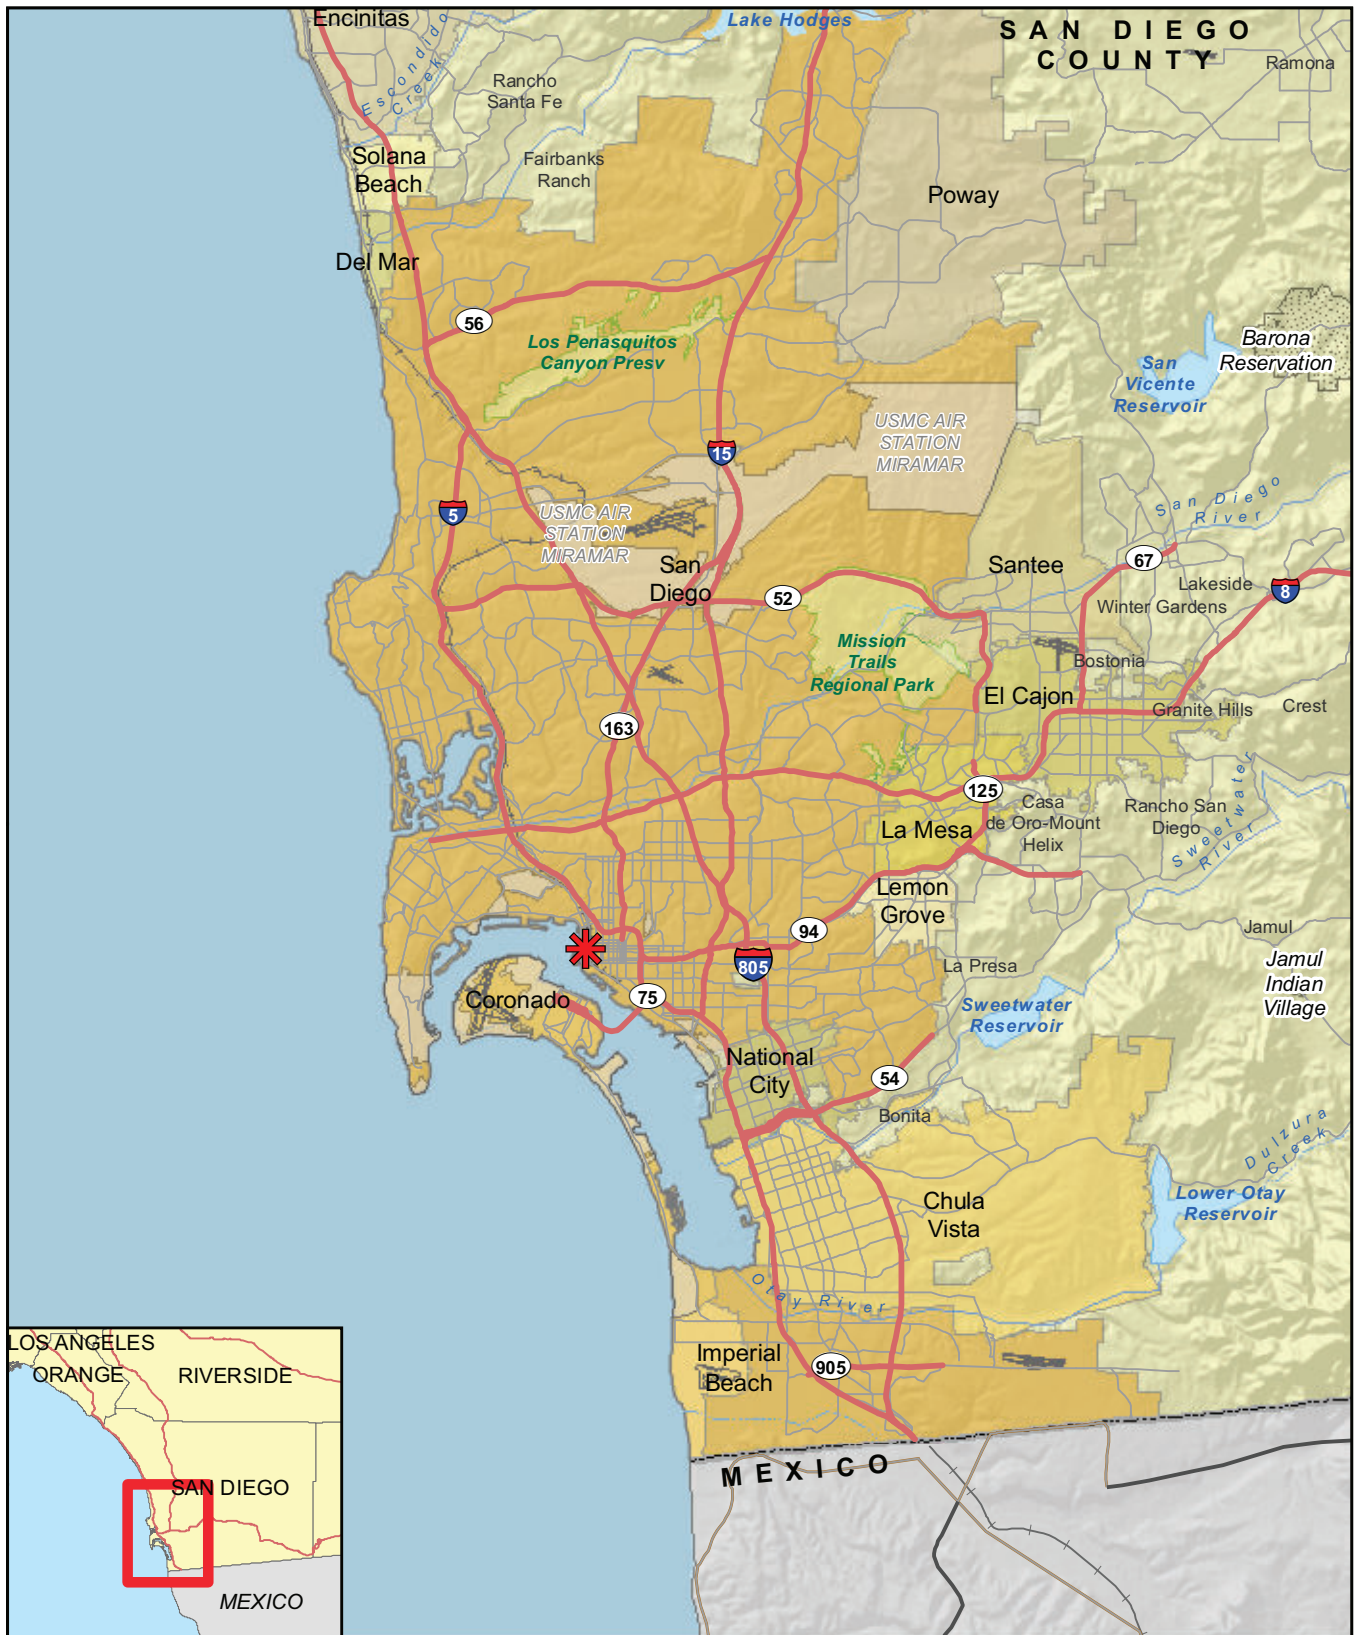 Encinitas
Lake Hodges
SAN DIEGO
COUNTY
Ramona
Escondido
Creek
Rancho
Santa Fe
Solana
Beach
Fairbanks
Ranch
Poway
Del Mar
56
Los Penasquitos
Canyon Presv
Barona
Reservation
San
Vicente
Reservoir
USMC AIR
STATION
MIRAMAR
15
5
USMC AIR
STATION
MIRAMAR
San Diego
River
San
Diego
52
Santee
67
Lakeside
8
Winter Gardens
Mission
Trails
Regional Park
Bostonia
El Cajon
Granite Hills
Crest
163
125
Casa
de Oro-Mount
Helix
Rancho San
Diego
Sweetwater
River
La Mesa
Lemon
Grove
94
805
Jamul
La Presa
Jamul
Indian
Village
Coronado
75
Sweetwater
Reservoir
National
City
54
Bonita
Dulzura
Creek
Chula
Vista
Lower Otay
Reservoir
Otay River
Imperial
Beach
905
MEXICO
LOS ANGELES
ORANGE
RIVERSIDE
SAN DIEGO
MEXICO